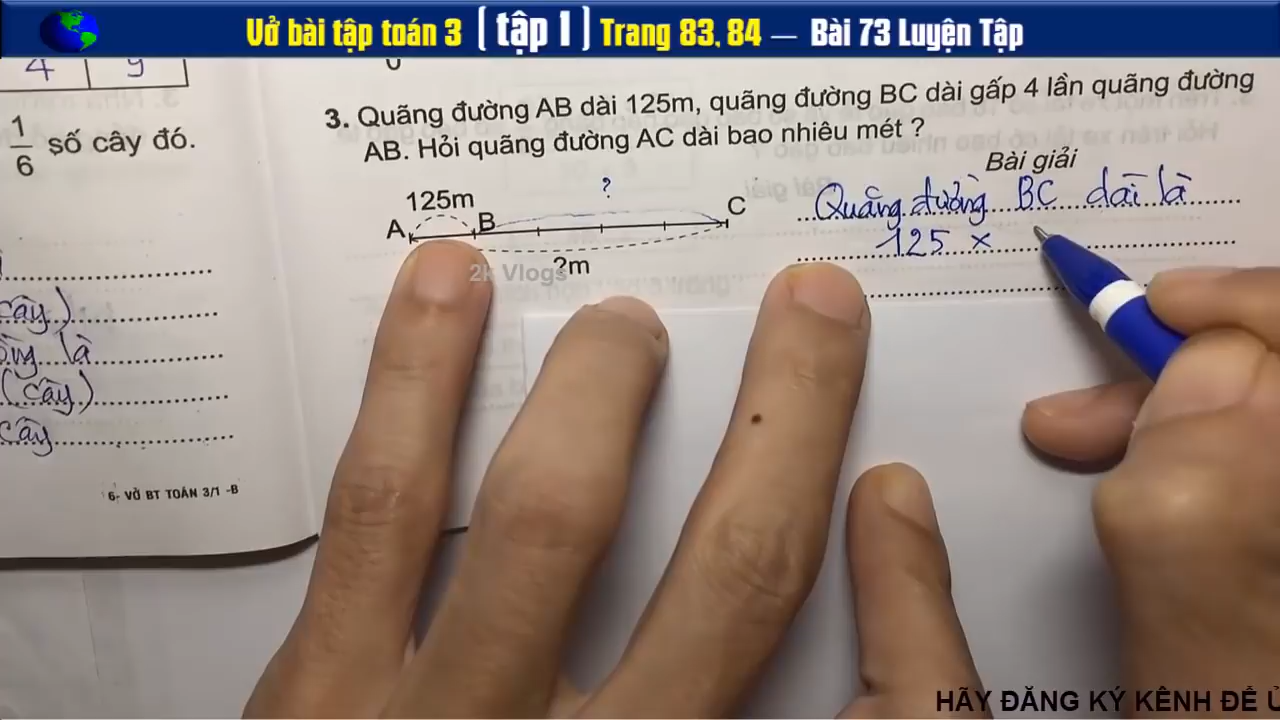 Vở bài tập toán 3 ( tập 1 ) Trang 83, 84 — Bài 73 Luyện Tập
4 9
1/6 số cây đó.
3. Quãng đường AB dài 125m, quãng đường BC dài gấp 4 lần quãng đường
AB. Hỏi quãng đường AC dài bao nhiêu mét ?
Bài giải
?
125m
A B C
?m
2k Vlogs
Quãng đường BC dài là
125 ×
cây)
là
(cây)
cây
6- VỞ BT TOÁN 3/1 -B
HÃY ĐĂNG KÝ KÊNH ĐỂ